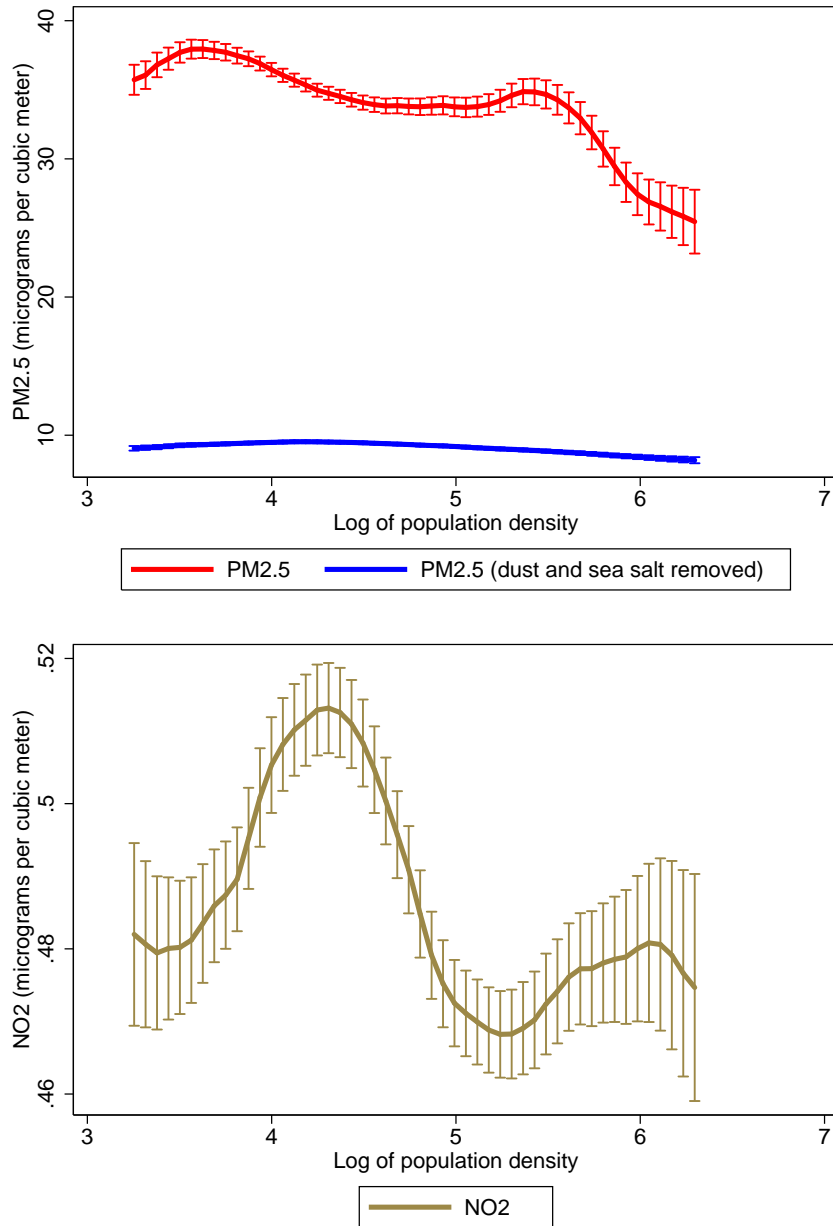 40
30
20
10
PM2.5 (micrograms per cubic meter)
3 4 5 6 7
Log of population density
PM2.5 PM2.5 (dust and sea salt removed)
.52
.5
.48
.46
NO2 (micrograms per cubic meter)
3 4 5 6 7
Log of population density
NO2